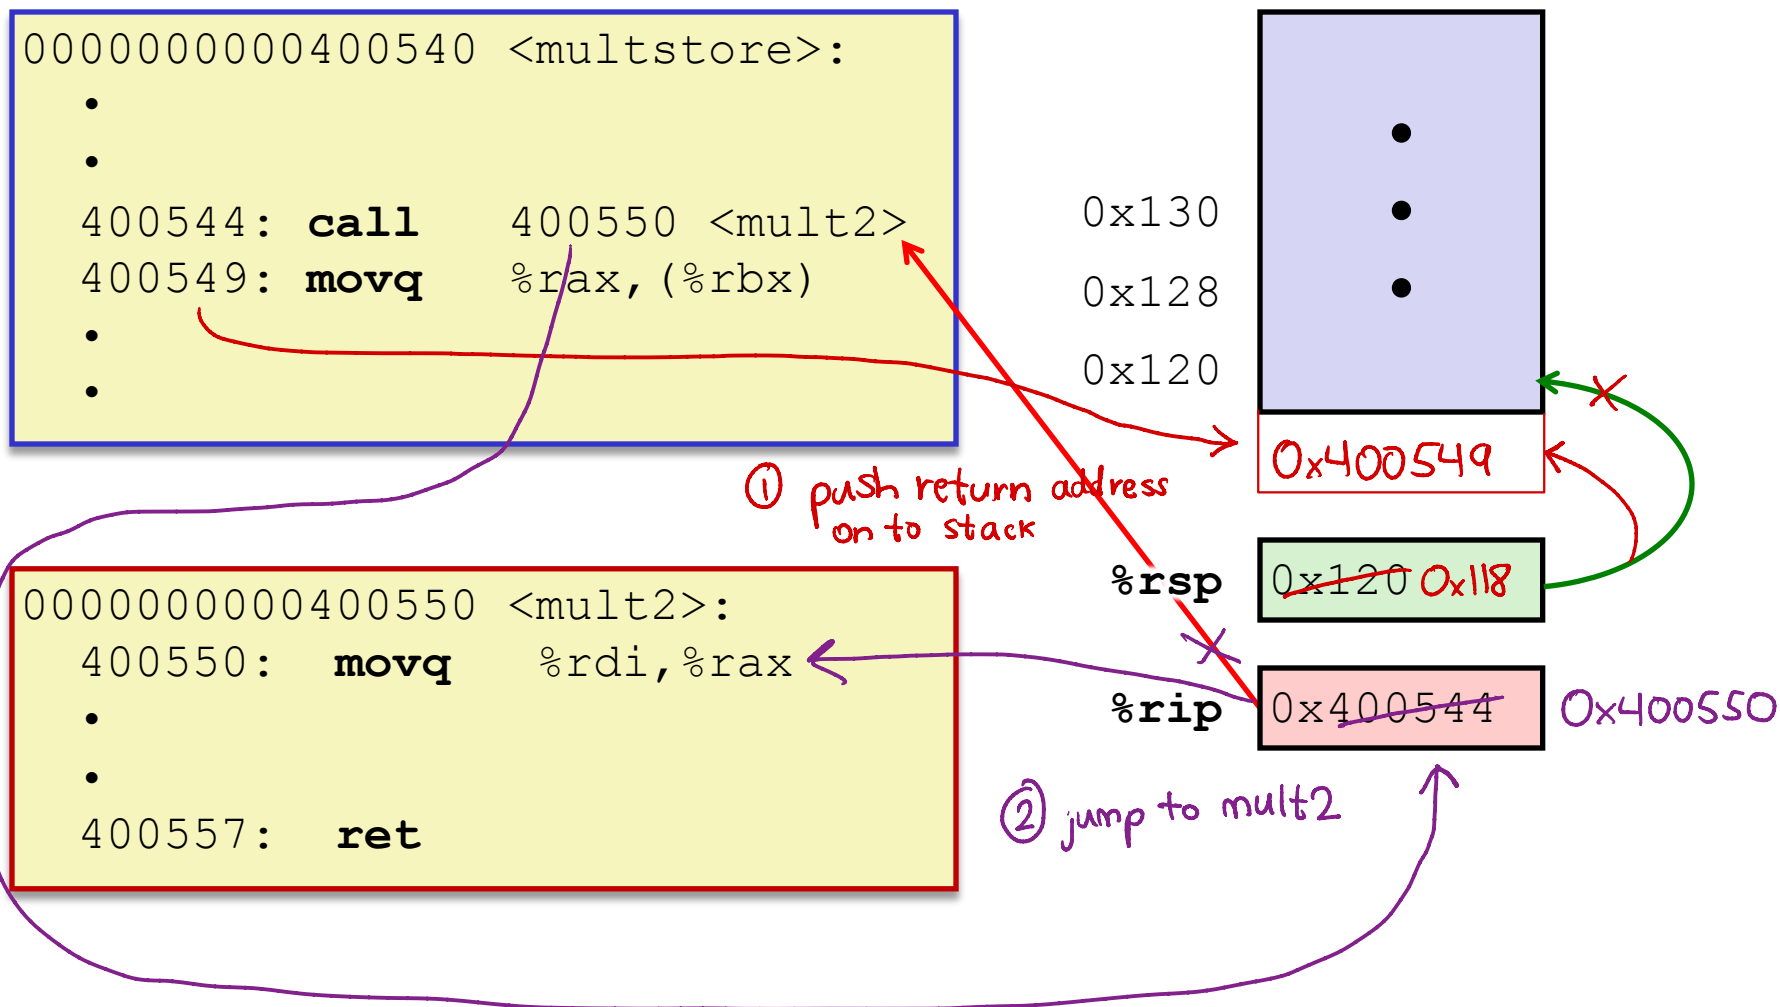 0000000000400540 <multstore>:
•
•
400544: call 400550 <mult2>
400549: movq %rax,(%rbx)
•
•
0000000000400550 <mult2>:
400550: movq %rdi,%rax
•
•
400557: ret
•
0x130 •
0x128 •
0x120
0x400549
① push return address
on to stack
%rsp 0x120 0x118
%rip 0x400544 0x400550
② jump to mult2